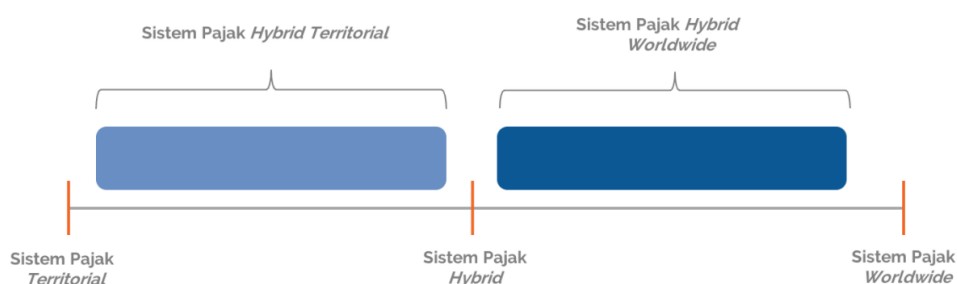 Sistem Pajak Hybrid Territorial
Sistem Pajak Hybrid
Worldwide
Sistem Pajak
Territorial
Sistem Pajak
Hybrid
Sistem Pajak
Worldwide